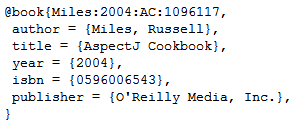 @book{Miles:2004:AC:1096117,
author = {Miles, Russell},
title = {AspectJ Cookbook},
year = {2004},
isbn = {0596006543},
publisher = {O'Reilly Media, Inc.},
}